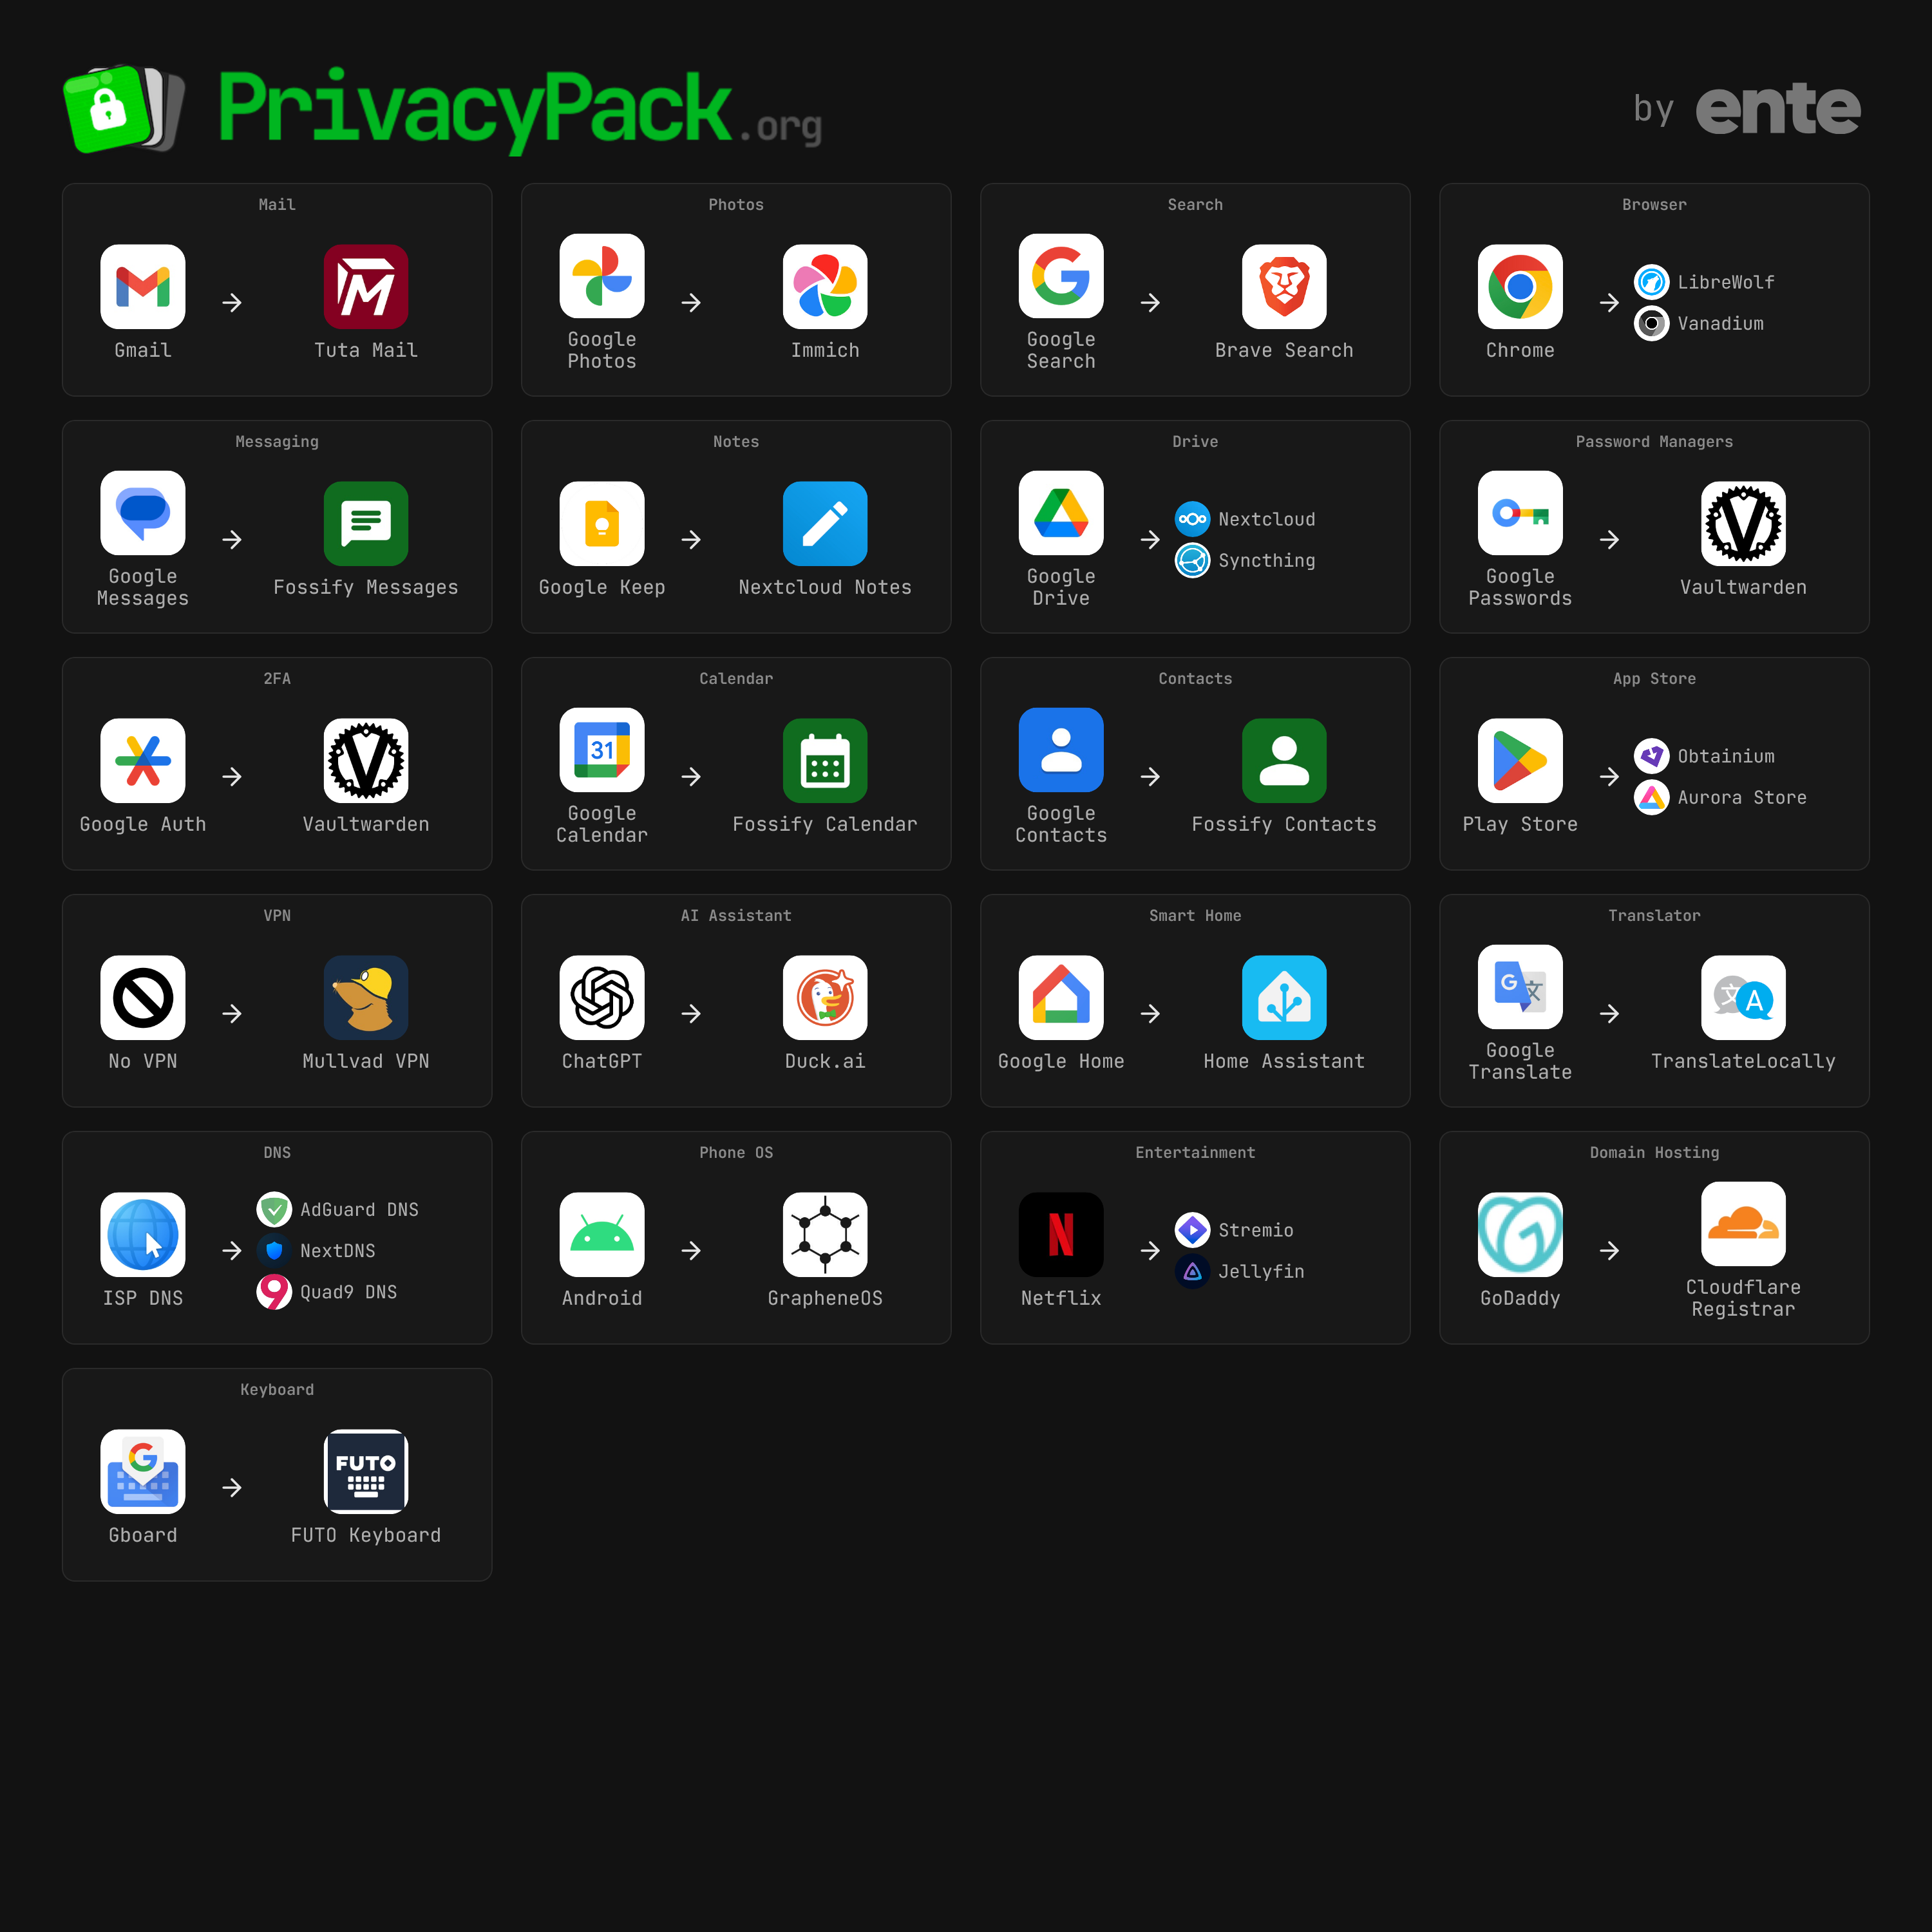 PrivacyPack.org
by ente
Mail
Gmail
Tuta Mail
Photos
Google
Photos
Immich
Search
Google
Search
Brave Search
Browser
Chrome
LibreWolf
Vanadium
Messaging
Google
Messages
Fossify Messages
Notes
Google Keep
Nextcloud Notes
Drive
Google
Drive
Nextcloud
Syncthing
Password Managers
Google
Passwords
Vaultwarden
2FA
Google Auth
Vaultwarden
Calendar
31
Google
Calendar
Fossify Calendar
Contacts
Google
Contacts
Fossify Contacts
App Store
Play Store
Obtainium
Aurora Store
VPN
No VPN
Mullvad VPN
AI Assistant
ChatGPT
Duck.ai
Smart Home
Google Home
Home Assistant
Translator
G 文
Google
Translate
文 A
TranslateLocally
DNS
ISP DNS
AdGuard DNS
NextDNS
Quad9 DNS
Phone OS
Android
GrapheneOS
Entertainment
Netflix
Stremio
Jellyfin
Domain Hosting
GoDaddy
Cloudflare
Registrar
Keyboard
Gboard
FUTO
FUTO Keyboard